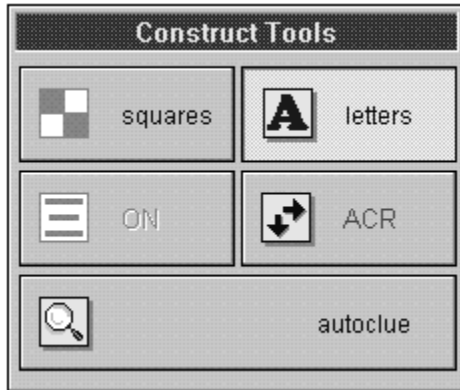 Construct Tools
squares
A letters
ON
ACR
autoclue